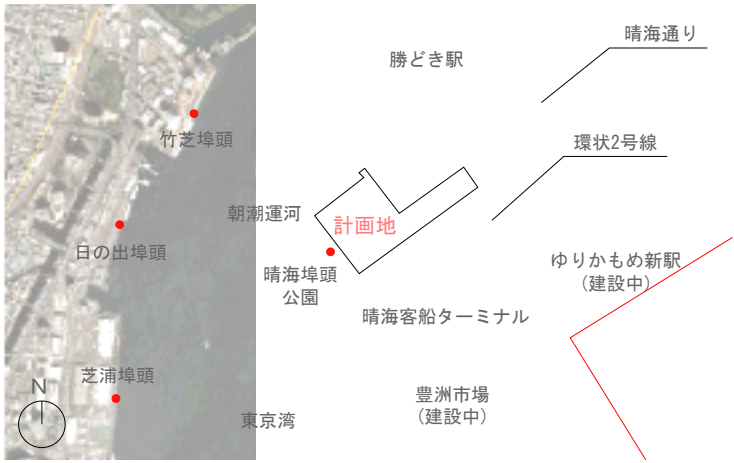 晴海通り
勝どき駅
竹芝埠頭
環状2号線
朝潮運河
計画地
日の出埠頭
晴海埠頭
公園
ゆりかもめ新駅
(建設中)
晴海客船ターミナル
芝浦埠頭
N
豊洲市場
(建設中)
東京湾